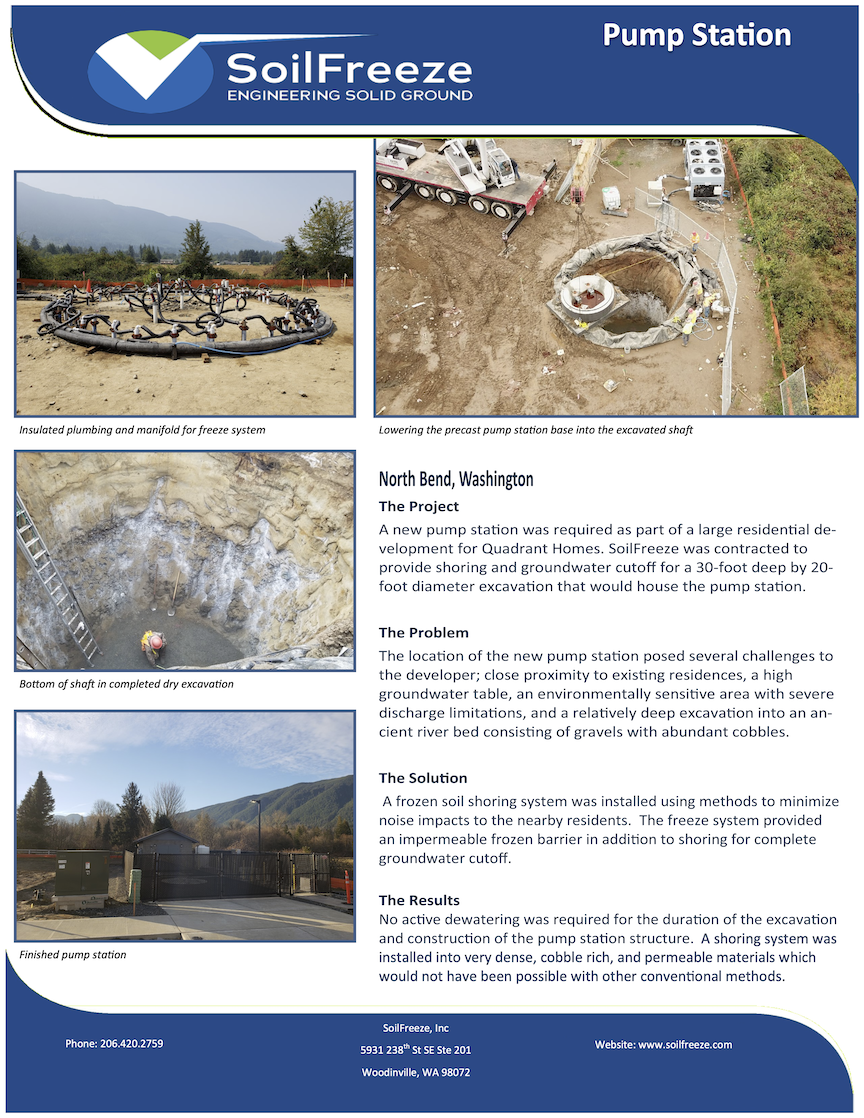 Pump Station
SoilFreeze
ENGINEERING SOLID GROUND
Insulated plumbing and manifold for freeze system
Lowering the precast pump station base into the excavated shaft
Bottom of shaft in completed dry excavation
Finished pump station
North Bend, Washington
The Project
A new pump station was required as part of a large residential de-
velopment for Quadrant Homes. SoilFreeze was contracted to
provide shoring and groundwater cutoff for a 30-foot deep by 20-
foot diameter excavation that would house the pump station.
The Problem
The location of the new pump station posed several challenges to
the developer; close proximity to existing residences, a high
groundwater table, an environmentally sensitive area with severe
discharge limitations, and a relatively deep excavation into an an-
cient river bed consisting of gravels with abundant cobbles.
The Solution
A frozen soil shoring system was installed using methods to minimize
noise impacts to the nearby residents.  The freeze system provided
an impermeable frozen barrier in addition to shoring for complete
groundwater cutoff.
The Results
No active dewatering was required for the duration of the excavation
and construction of the pump station structure.  A shoring system was
installed into very dense, cobble rich, and permeable materials which
would not have been possible with other conventional methods.
Phone: 206.420.2759
SoilFreeze, Inc
5931 238th St SE Ste 201
Woodinville, WA 98072
Website: www.soilfreeze.com